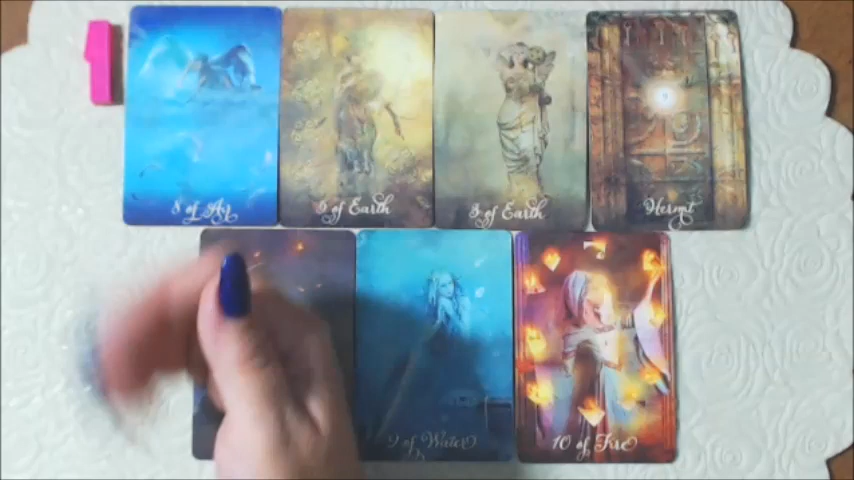 8 of Air
6 of Earth
3 of Earth
Hermit
9 of Water
10 of Fire